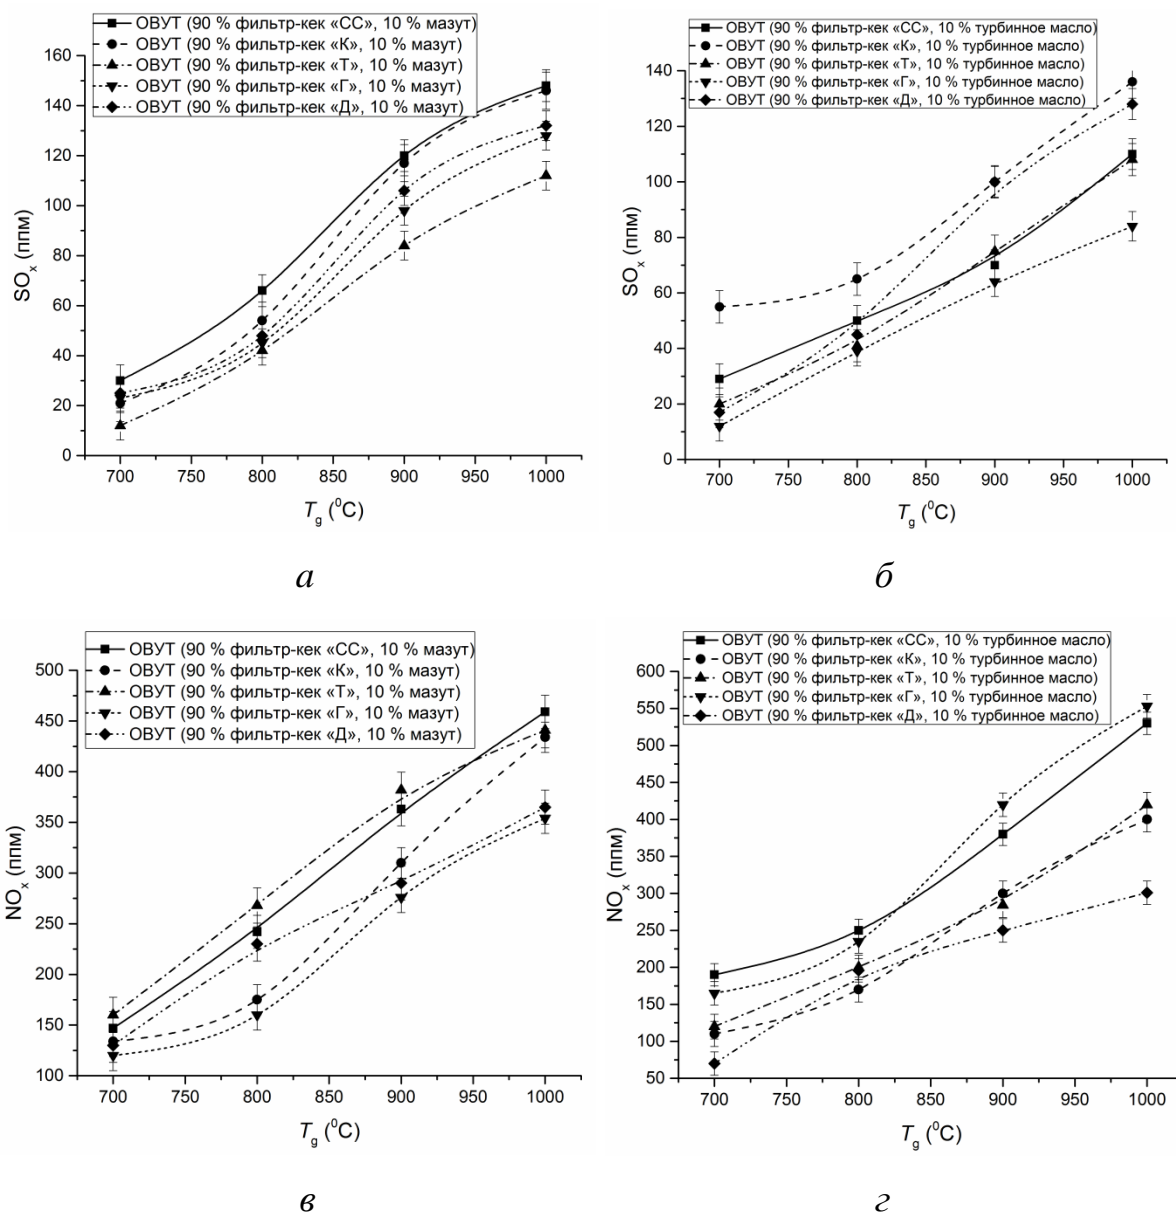 ОВУТ (90 % фильтр-кек «СС», 10 % мазут)
ОВУТ (90 % фильтр-кек «К», 10 % мазут)
ОВУТ (90 % фильтр-кек «Т», 10 % мазут)
ОВУТ (90 % фильтр-кек «Г», 10 % мазут)
ОВУТ (90 % фильтр-кек «Д», 10 % мазут)
160
140
120
100
80
60
40
20
0
SOx (ппм)
700 750 800 850 900 950 1000
Tg (⁰C)
а
ОВУТ (90 % фильтр-кек «СС», 10 % турбинное масло)
ОВУТ (90 % фильтр-кек «К», 10 % турбинное масло)
ОВУТ (90 % фильтр-кек «Т», 10 % турбинное масло)
ОВУТ (90 % фильтр-кек «Г», 10 % турбинное масло)
ОВУТ (90 % фильтр-кек «Д», 10 % турбинное масло)
140
120
100
80
60
40
20
0
SOx (ппм)
700 750 800 850 900 950 1000
Tg (⁰C)
б
ОВУТ (90 % фильтр-кек «СС», 10 % мазут)
ОВУТ (90 % фильтр-кек «К», 10 % мазут)
ОВУТ (90 % фильтр-кек «Т», 10 % мазут)
ОВУТ (90 % фильтр-кек «Г», 10 % мазут)
ОВУТ (90 % фильтр-кек «Д», 10 % мазут)
500
450
400
350
300
250
200
150
100
NOx (ппм)
700 750 800 850 900 950 1000
Tg (⁰C)
в
ОВУТ (90 % фильтр-кек «СС», 10 % турбинное масло)
ОВУТ (90 % фильтр-кек «К», 10 % турбинное масло)
ОВУТ (90 % фильтр-кек «Т», 10 % турбинное масло)
ОВУТ (90 % фильтр-кек «Г», 10 % турбинное масло)
ОВУТ (90 % фильтр-кек «Д», 10 % турбинное масло)
600
550
500
450
400
350
300
250
200
150
100
50
NOx (ппм)
700 750 800 850 900 950 1000
Tg (⁰C)
г